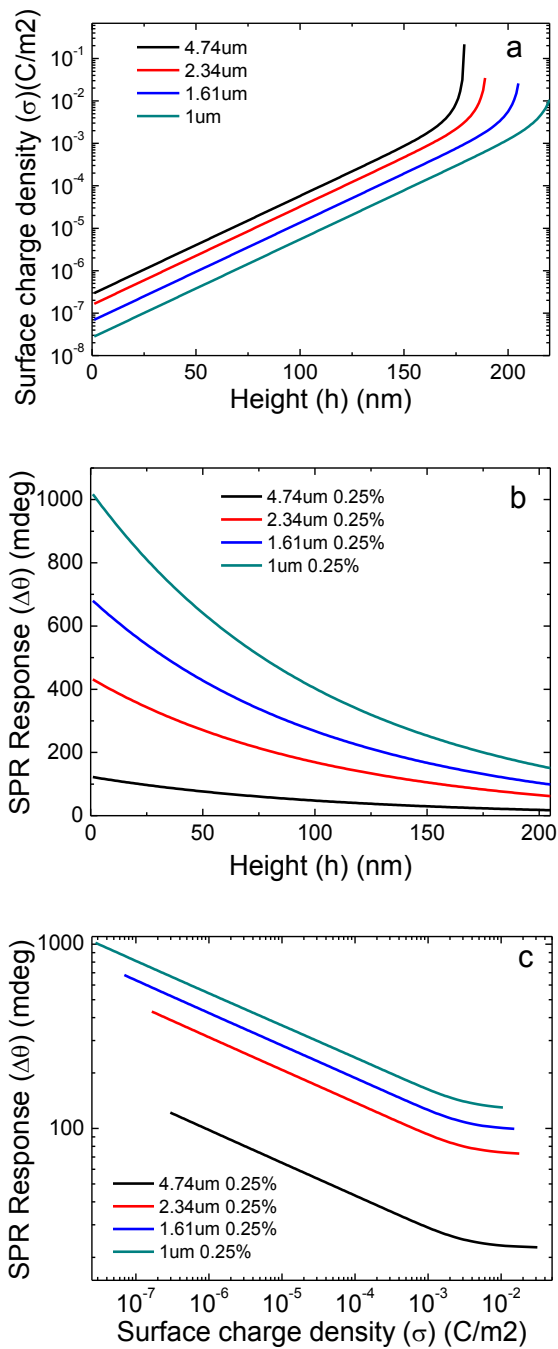 a
4.74um
2.34um
1.61um
1um
Surface charge density (σ)(C/m2)
10⁻¹
10⁻²
10⁻³
10⁻⁴
10⁻⁵
10⁻⁶
10⁻⁷
10⁻⁸
0 50 100 150 200
Height (h) (nm)
b
4.74um 0.25%
2.34um 0.25%
1.61um 0.25%
1um 0.25%
SPR Response (Δθ) (mdeg)
1000
800
600
400
200
0
0 50 100 150 200
Height (h) (nm)
c
SPR Response (Δθ) (mdeg)
1000
100
4.74um 0.25%
2.34um 0.25%
1.61um 0.25%
1um 0.25%
10⁻⁷ 10⁻⁶ 10⁻⁵ 10⁻⁴ 10⁻³ 10⁻²
Surface charge density (σ) (C/m2)